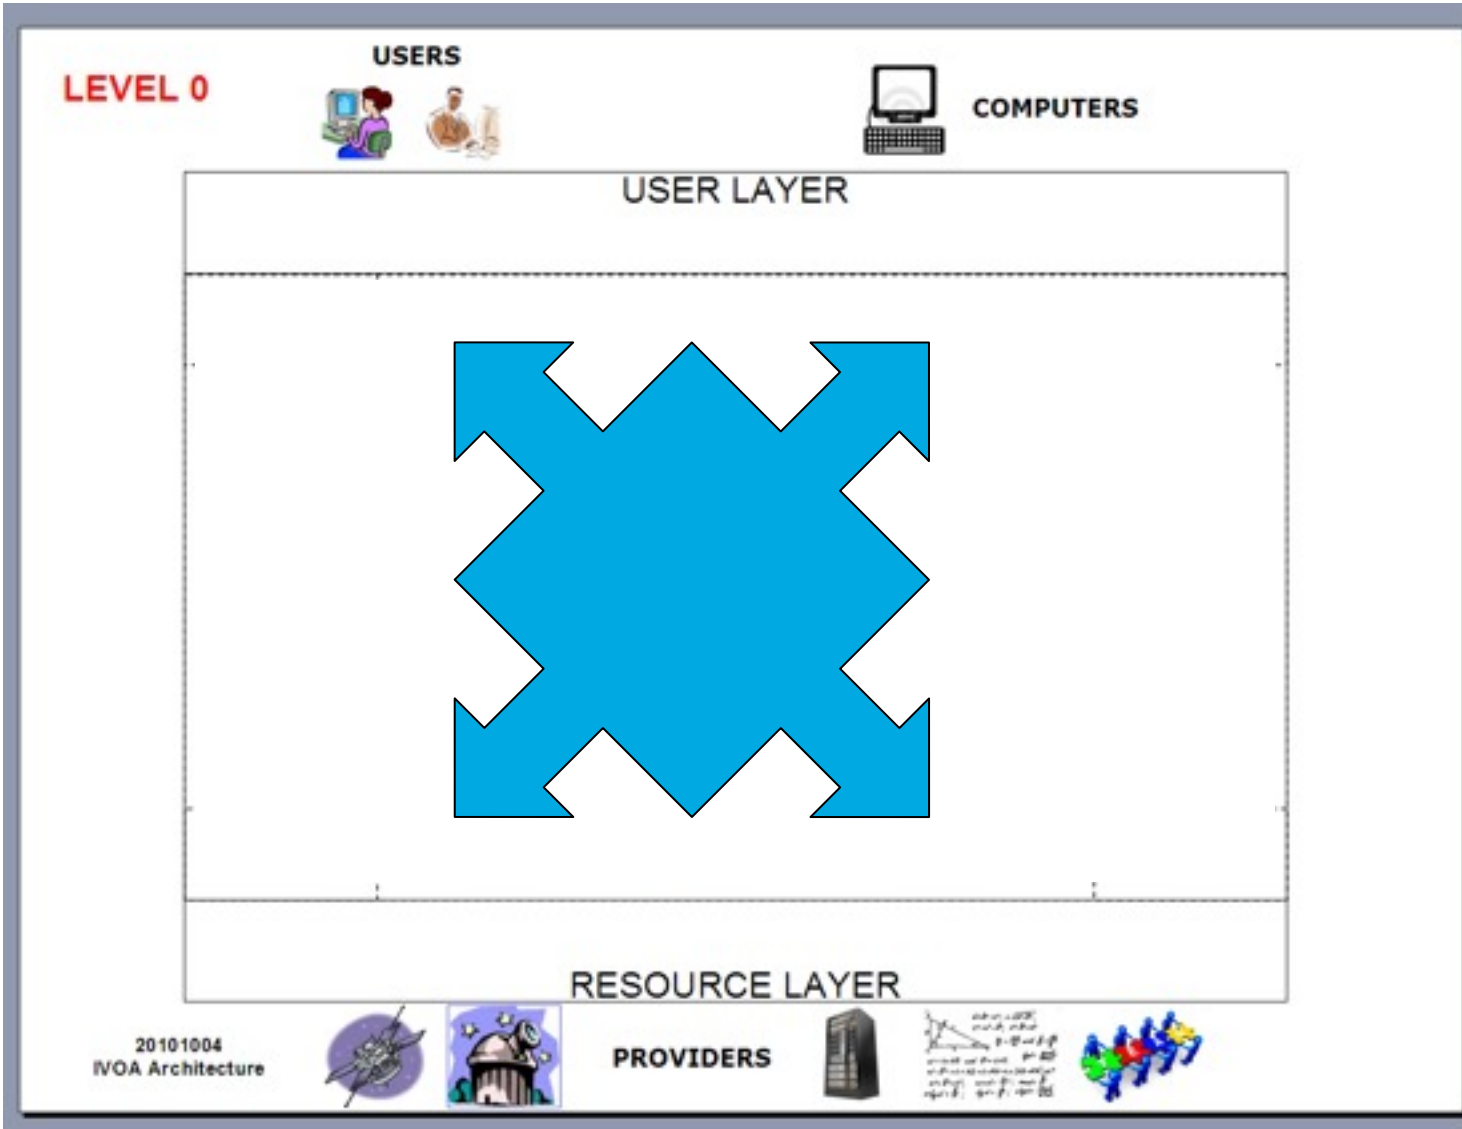 USERS
LEVEL 0
COMPUTERS
USER LAYER
RESOURCE LAYER
20101004
IVOA Architecture
PROVIDERS